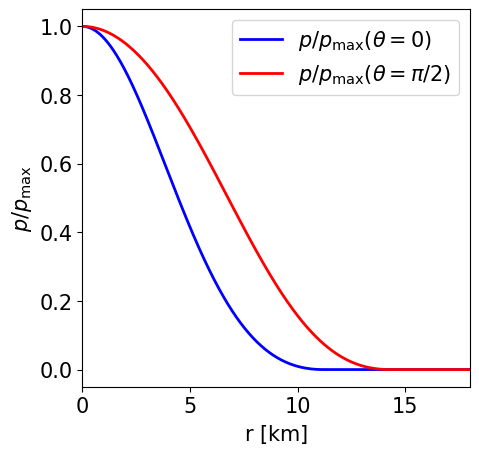 p/p_max(θ = 0)
p/p_max(θ = π/2)
p/p_max
1.0
0.8
0.6
0.4
0.2
0.0
0 5 10 15
r [km]